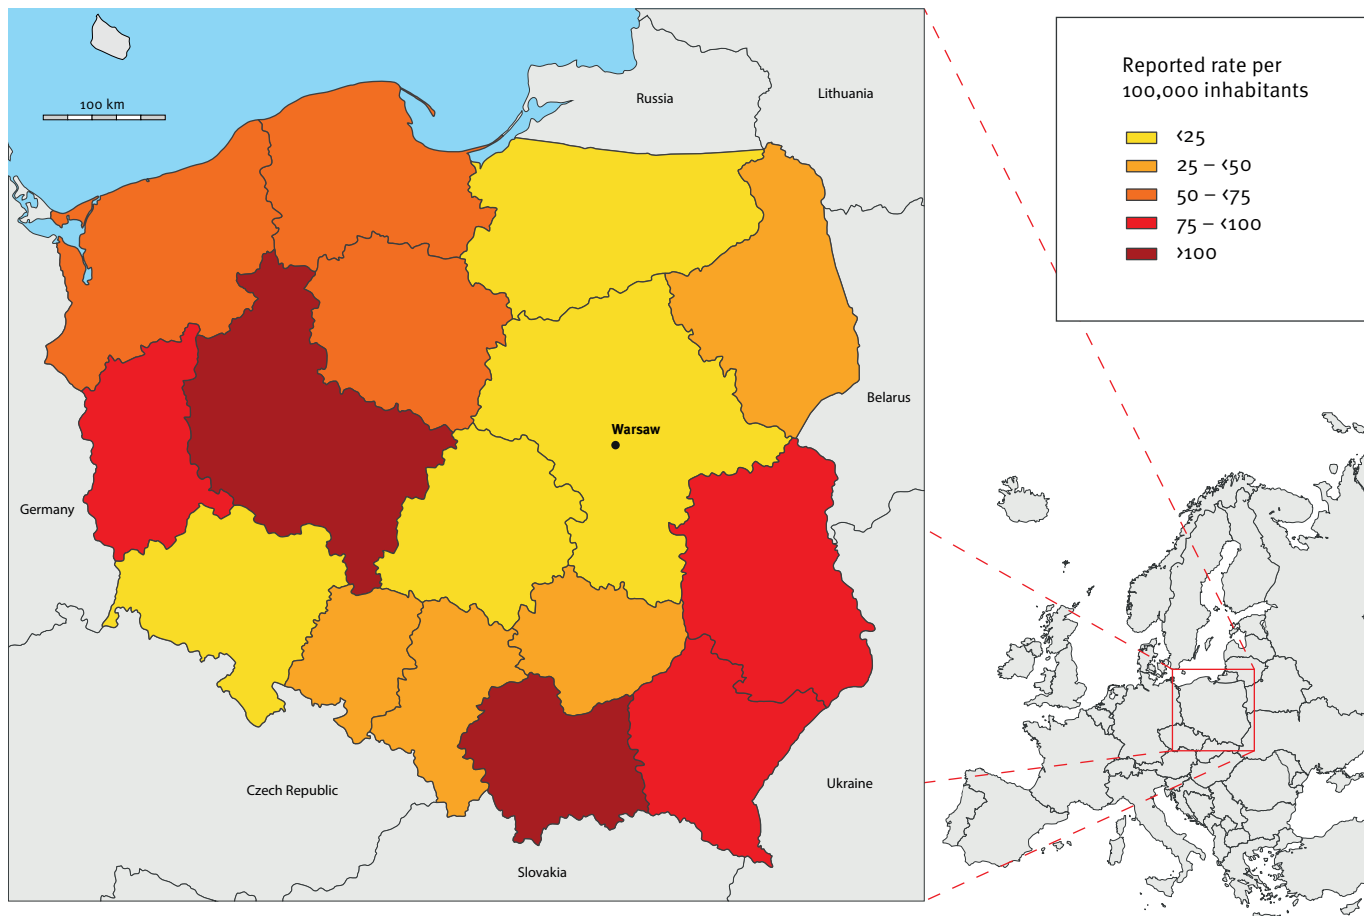 100 km
Russia
Lithuania
Belarus
Warsaw
Germany
Czech Republic
Ukraine
Slovakia
Reported rate per
100,000 inhabitants
<25
25 – <50
50 – <75
75 – <100
>100